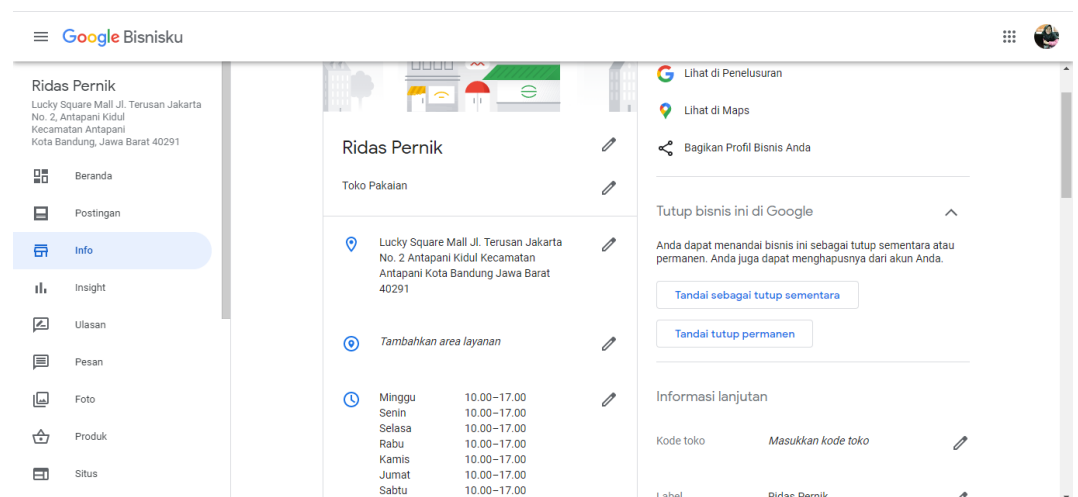 Google Bisnisku
Ridas Pernik
Lucky Square Mall Jl. Terusan Jakarta
No. 2, Antapani Kidul
Kecamatan Antapani
Kota Bandung, Jawa Barat 40291
Beranda
Postingan
Info
Insight
Ulasan
Pesan
Foto
Produk
Situs
Ridas Pernik
Toko Pakaian
Lucky Square Mall Jl. Terusan Jakarta
No. 2 Antapani Kidul Kecamatan
Antapani Kota Bandung Jawa Barat
40291
Tambahkan area layanan
Minggu 10.00–17.00
Senin 10.00–17.00
Selasa 10.00–17.00
Rabu 10.00–17.00
Kamis 10.00–17.00
Jumat 10.00–17.00
Sabtu 10.00–17.00
Lihat di Penelusuran
Lihat di Maps
Bagikan Profil Bisnis Anda
Tutup bisnis ini di Google
Anda dapat menandai bisnis ini sebagai tutup sementara atau
permanen. Anda juga dapat menghapusnya dari akun Anda.
Tandai sebagai tutup sementara
Tandai tutup permanen
Informasi lanjutan
Kode toko Masukkan kode toko
Label Ridas Pernik